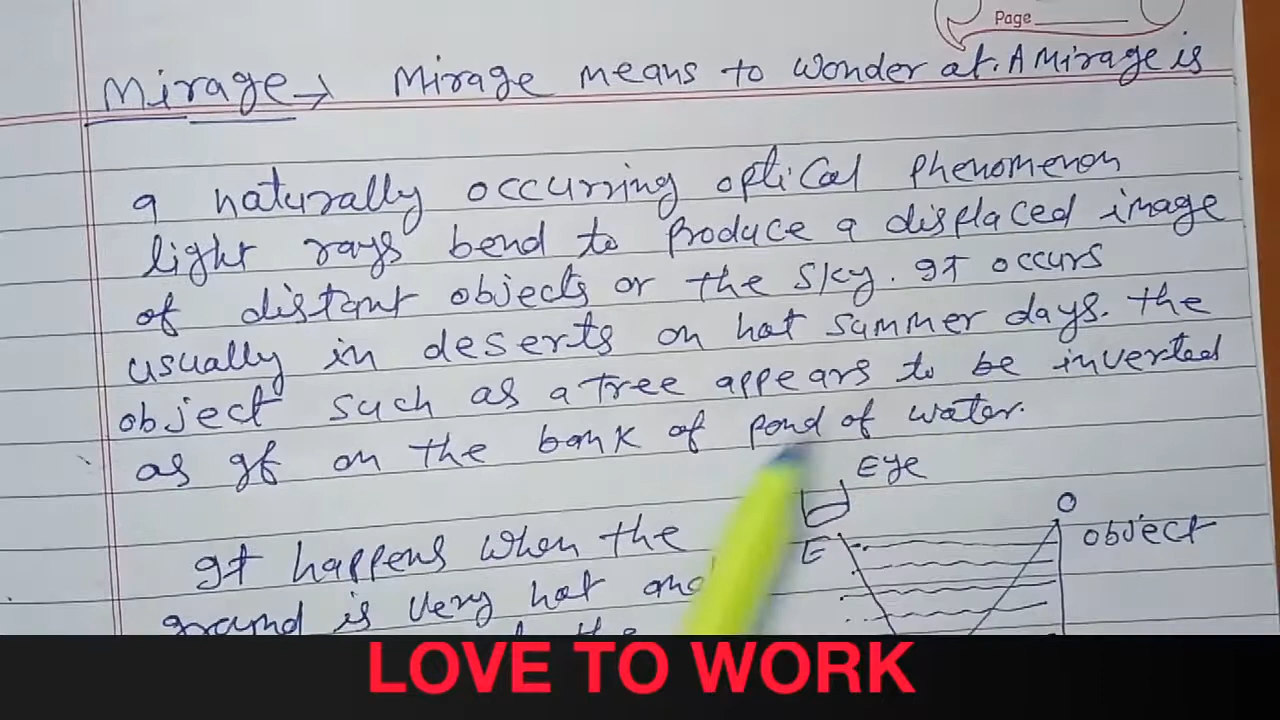 Page
Mirage → Mirage means to wonder at. A Mirage is
a naturally occurring optical phenomenon
light rays bend to produce a displaced image
of distant objects or the sky. It occurs
usually in deserts on hot summer days. The
object such as a tree appears to be inverted
as if on the bank of pond of water.
Eye
O
object
E
It happens when the
ground is very hot and
the
LOVE TO WORK